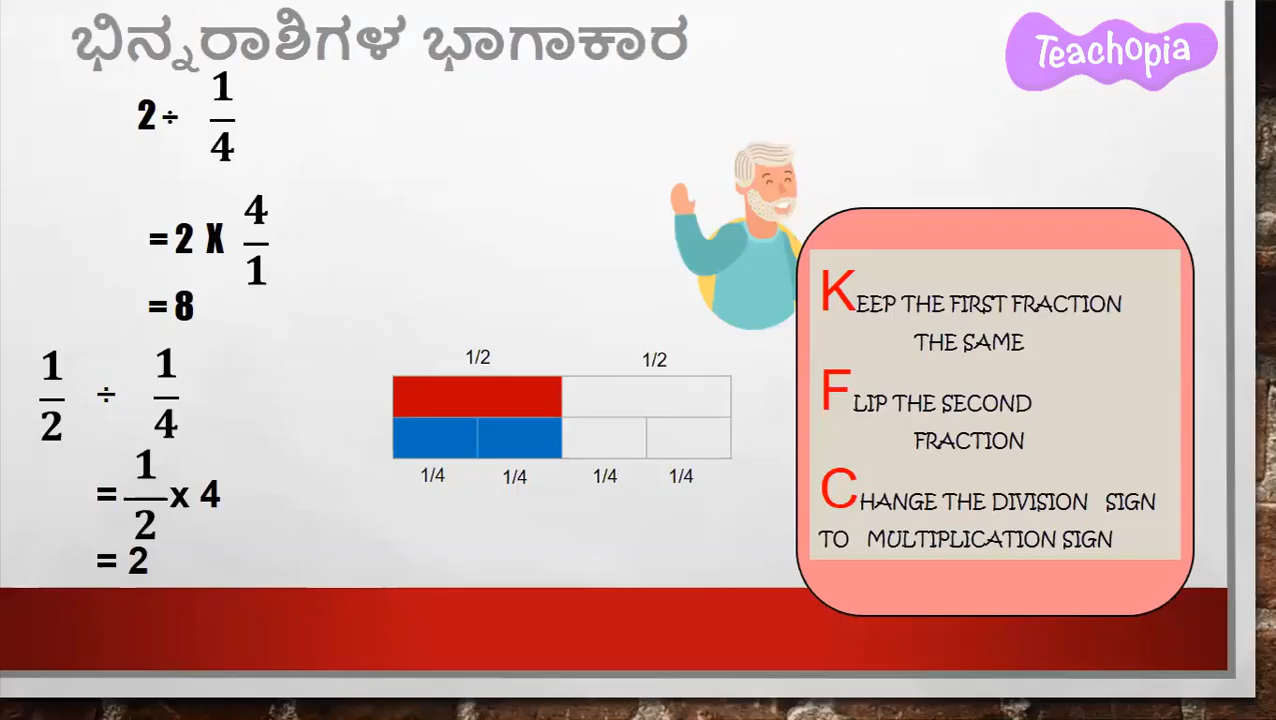 ಭಿನ್ನರಾಶಿಗಳ ಭಾಗಾಕಾರ
Teachopia
2 ÷ 1/4
= 2 X 4/1
= 8
1/2 ÷ 1/4
= 1/2 x 4
= 2
1/2 1/2
1/4 1/4 1/4 1/4
KEEP THE FIRST FRACTION
THE SAME
FLIP THE SECOND
FRACTION
CHANGE THE DIVISION SIGN
TO MULTIPLICATION SIGN